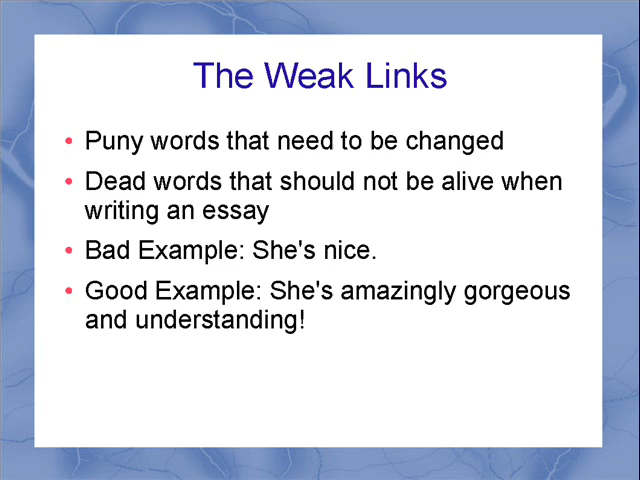 The Weak Links
• Puny words that need to be changed
• Dead words that should not be alive when
writing an essay
• Bad Example: She's nice.
• Good Example: She's amazingly gorgeous
and understanding!